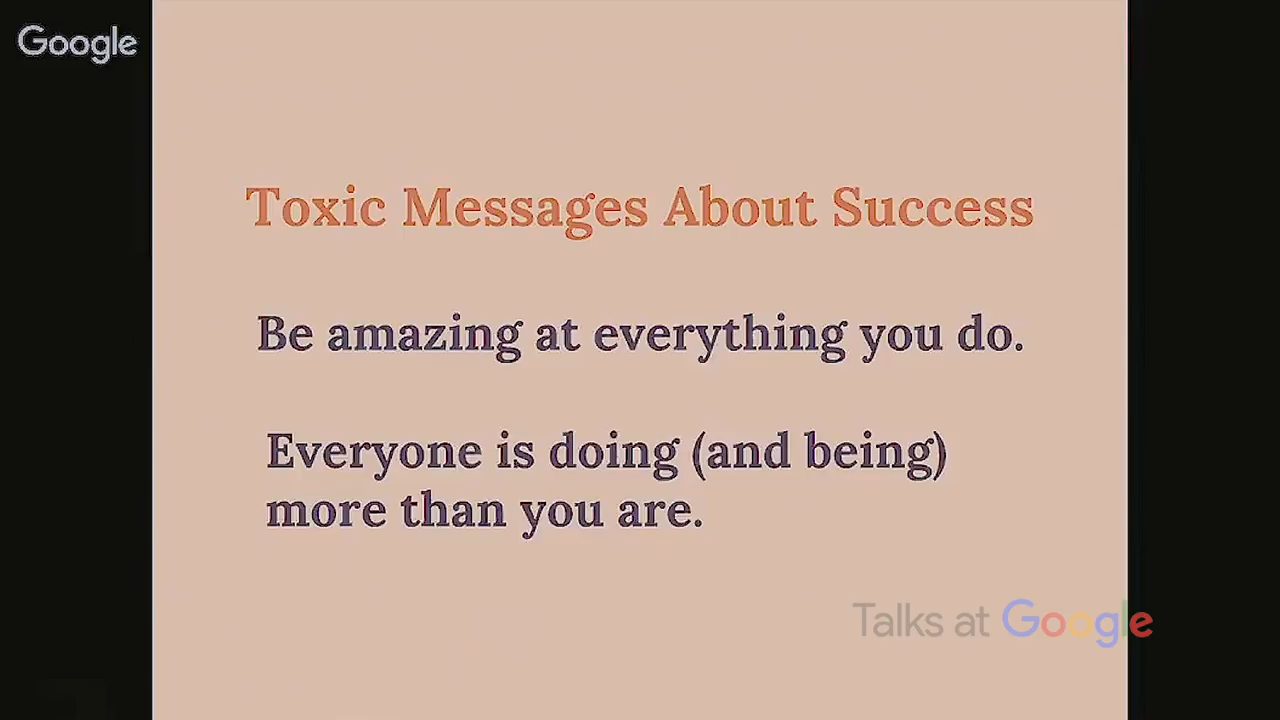 Google
Toxic Messages About Success
Be amazing at everything you do.
Everyone is doing (and being)
more than you are.
Talks at Google